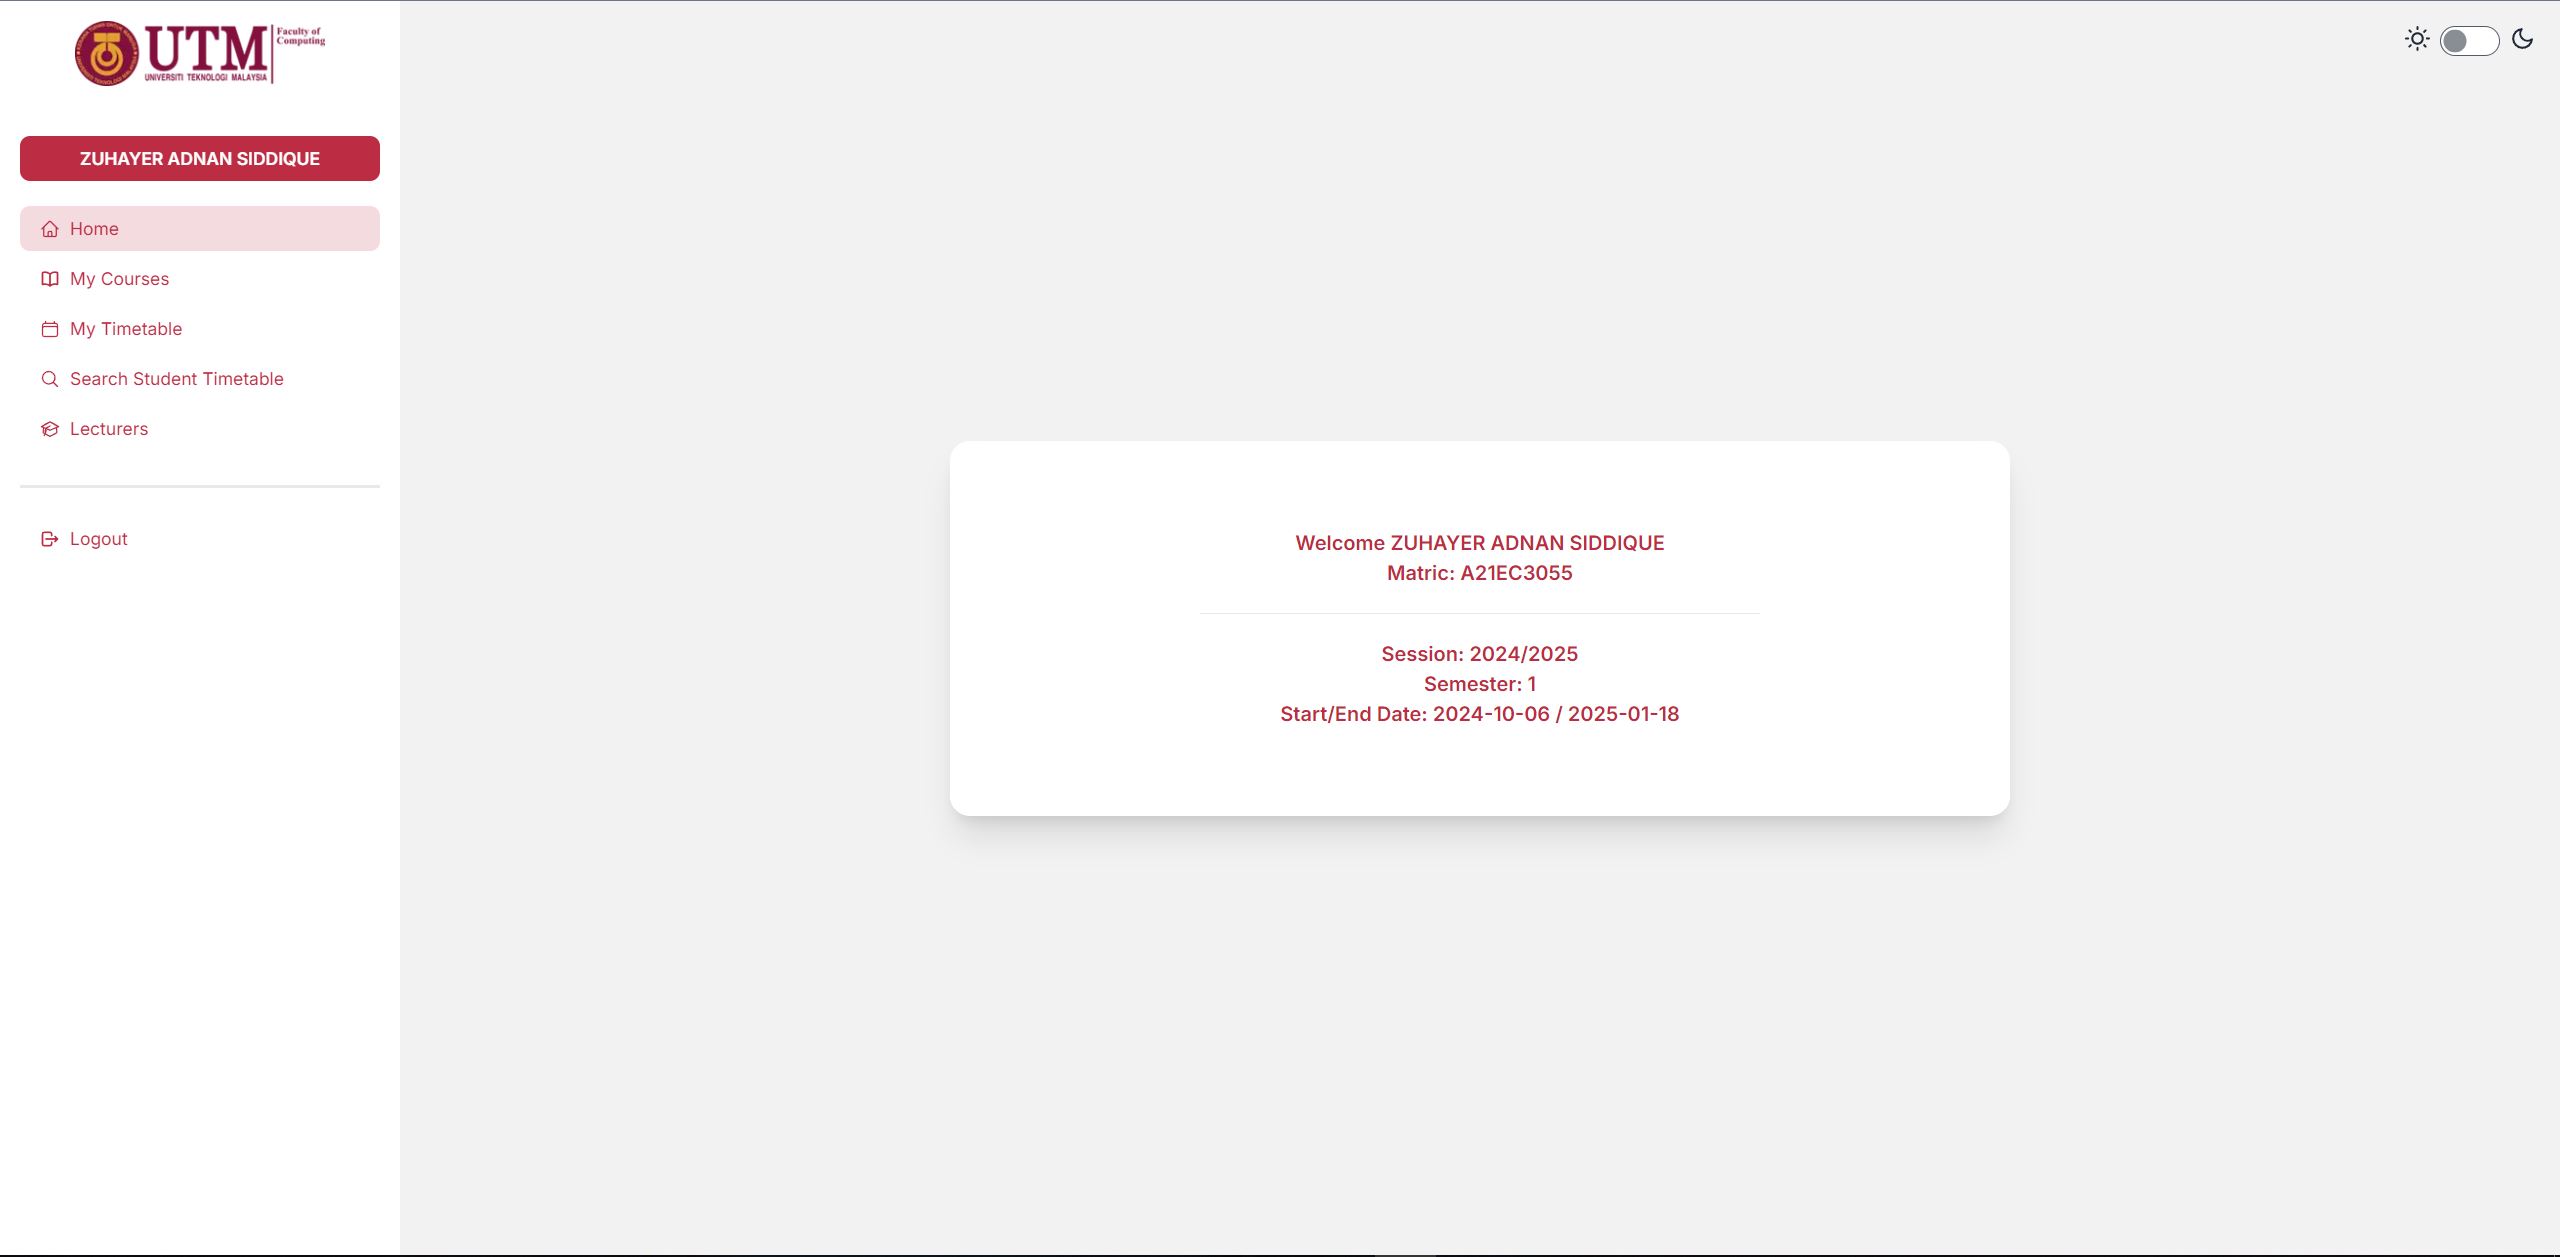 UTM
UNIVERSITI TEKNOLOGI MALAYSIA
Faculty of
Computing
ZUHAYER ADNAN SIDDIQUE
Home
My Courses
My Timetable
Search Student Timetable
Lecturers
Logout
Welcome ZUHAYER ADNAN SIDDIQUE
Matric: A21EC3055
Session: 2024/2025
Semester: 1
Start/End Date: 2024-10-06 / 2025-01-18